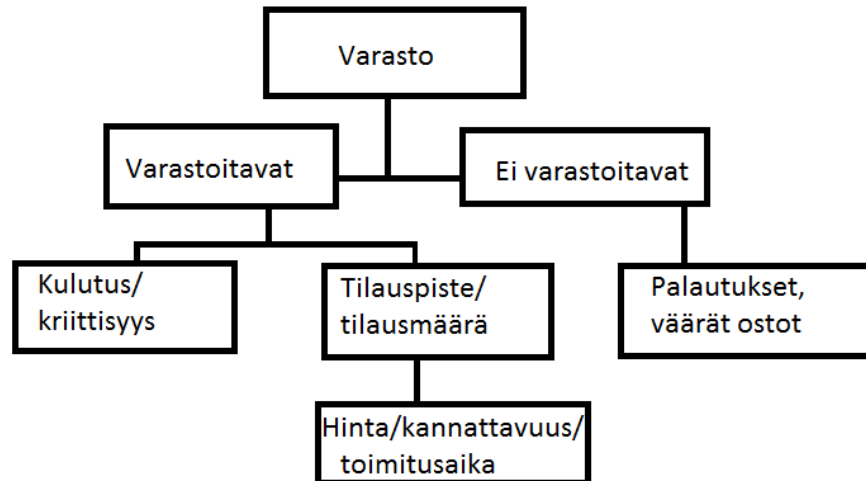 Varasto
Varastoitavat
Ei varastoitavat
Kulutus/
kriittisyys
Tilauspiste/
tilausmäärä
Palautukset,
väärät ostot
Hinta/kannattavuus/
toimitusaika